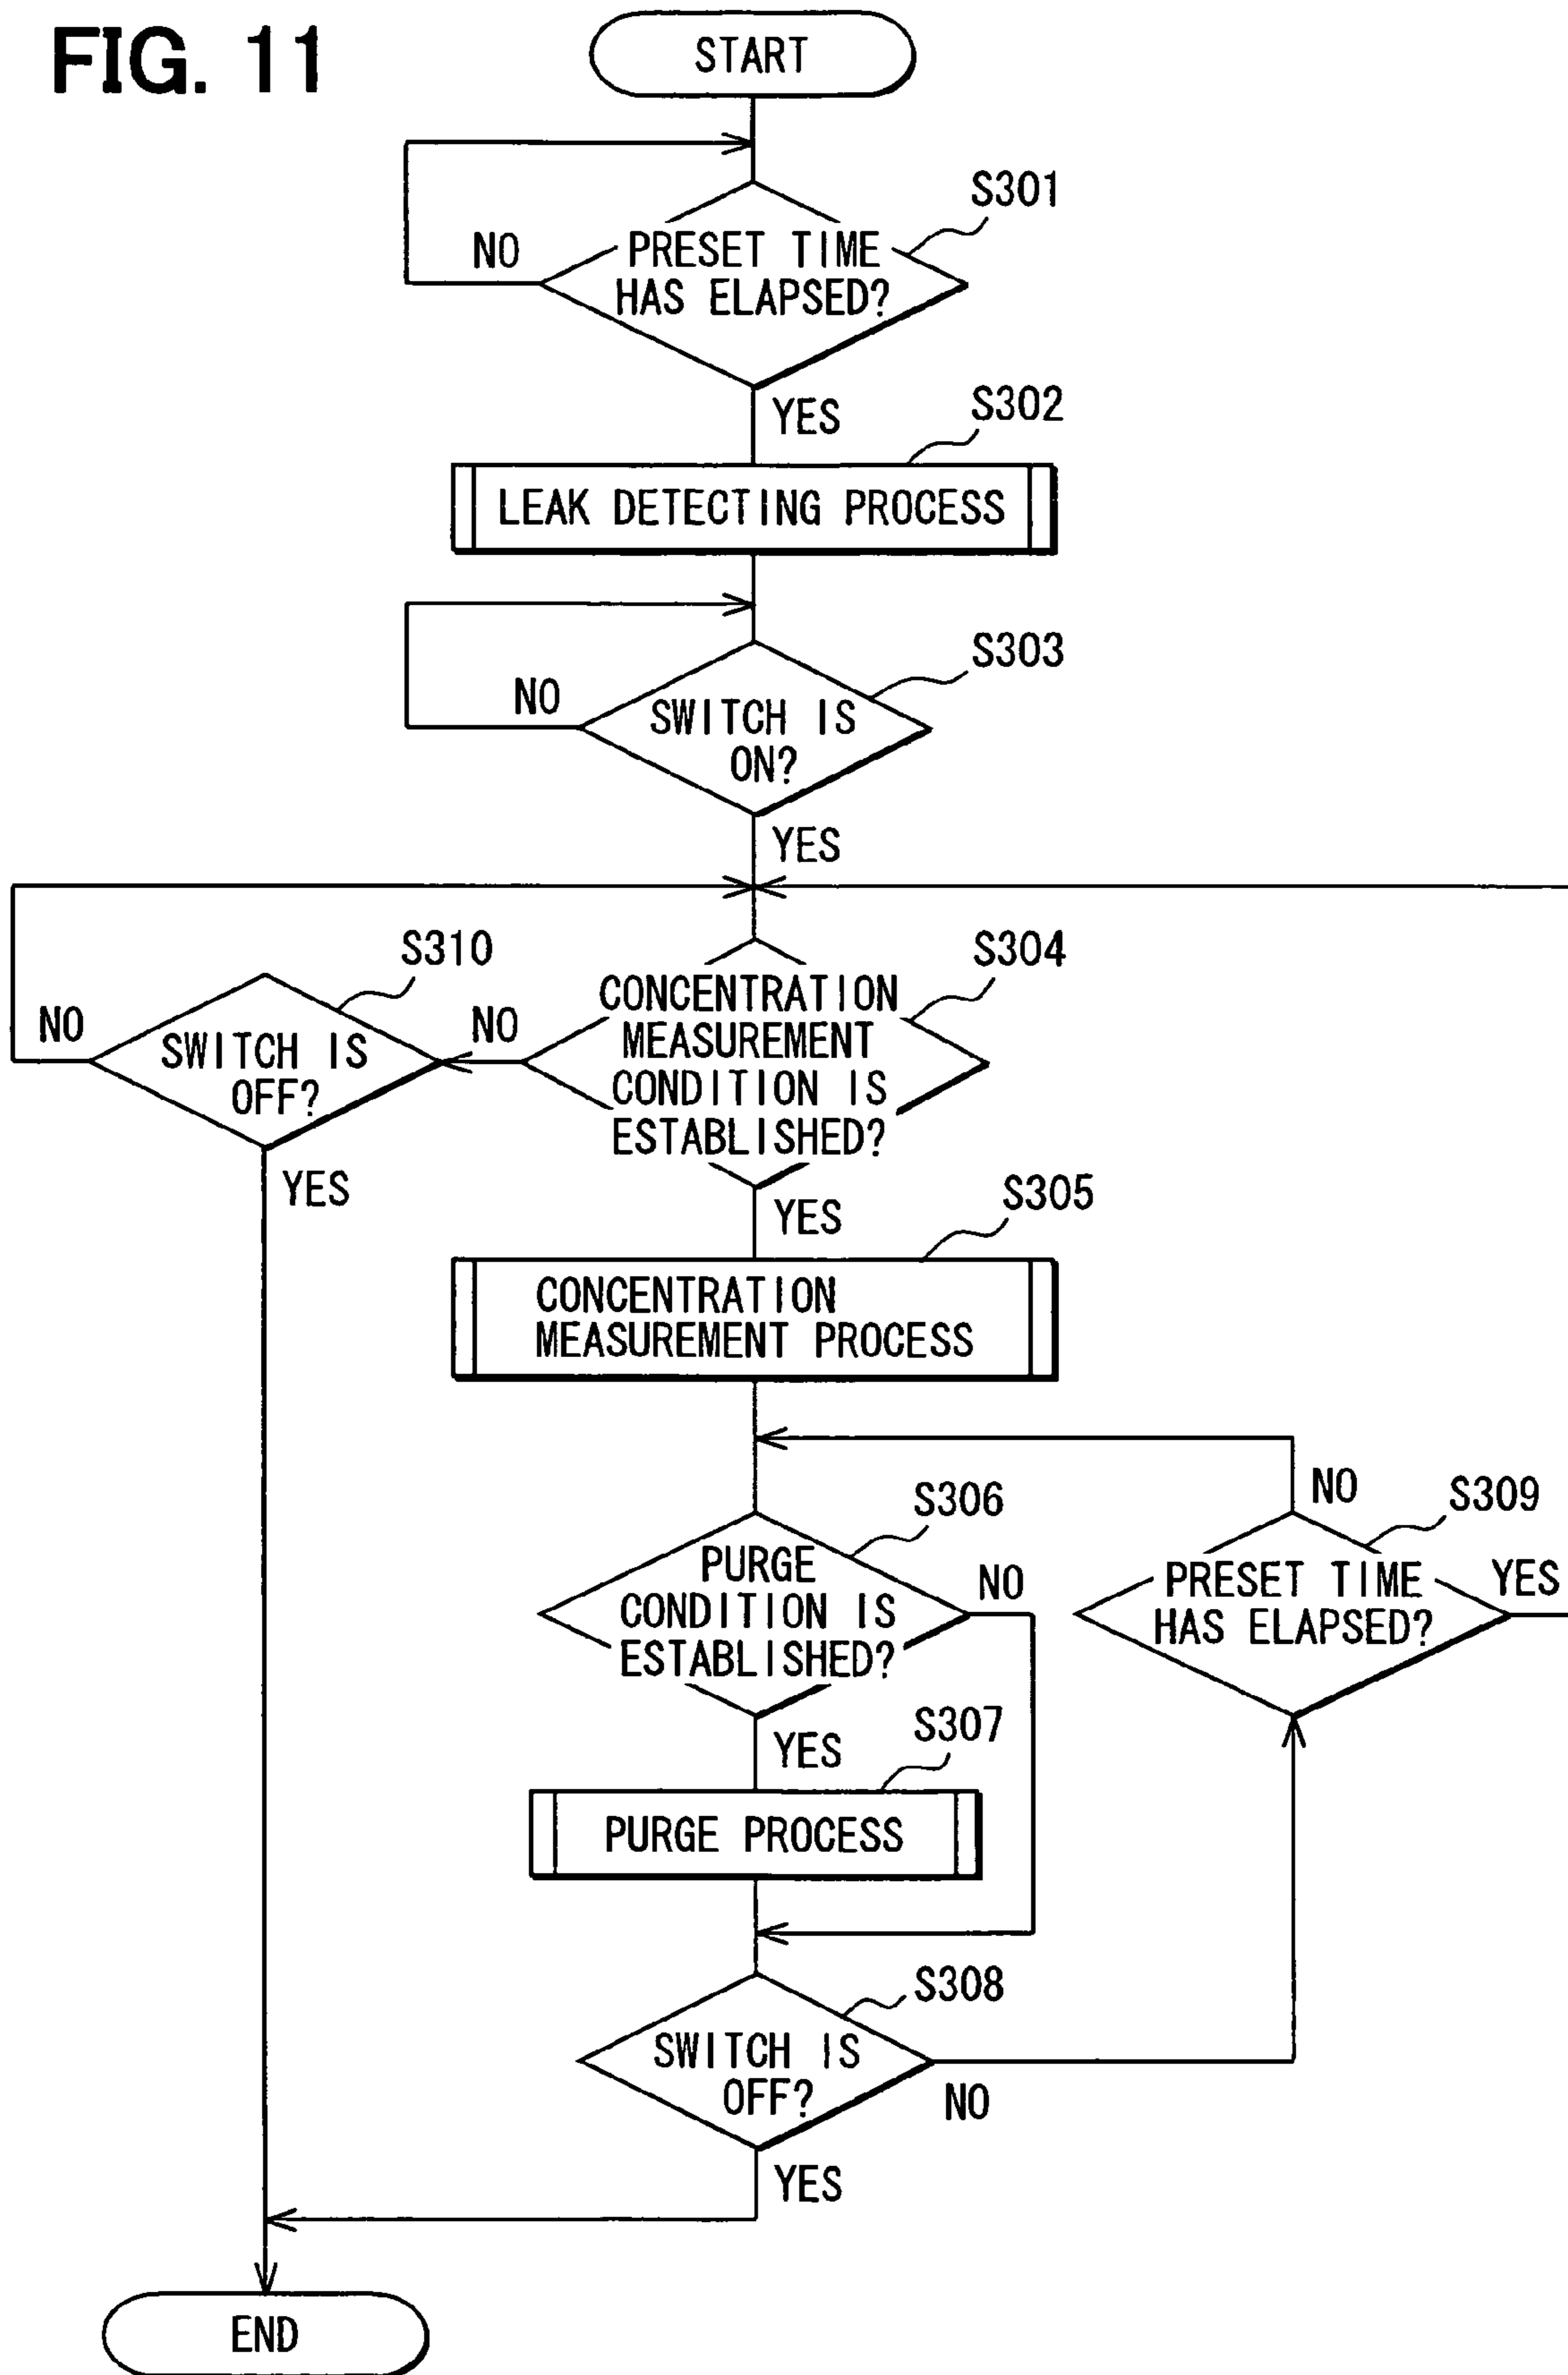 FIG. 11
START
S301
NO
PRESET TIME
HAS ELAPSED?
YES
S302
LEAK DETECTING PROCESS
S303
NO
SWITCH IS
ON?
YES
S310
S304
NO
SWITCH IS
OFF?
NO
CONCENTRATION
MEASUREMENT
CONDITION IS
ESTABLISHED?
YES
YES
S305
CONCENTRATION
MEASUREMENT PROCESS
NO
S306
S309
PURGE
CONDITION IS
ESTABLISHED?
NO
PRESET TIME
HAS ELAPSED?
YES
YES
S307
PURGE PROCESS
S308
SWITCH IS
OFF?
NO
YES
END